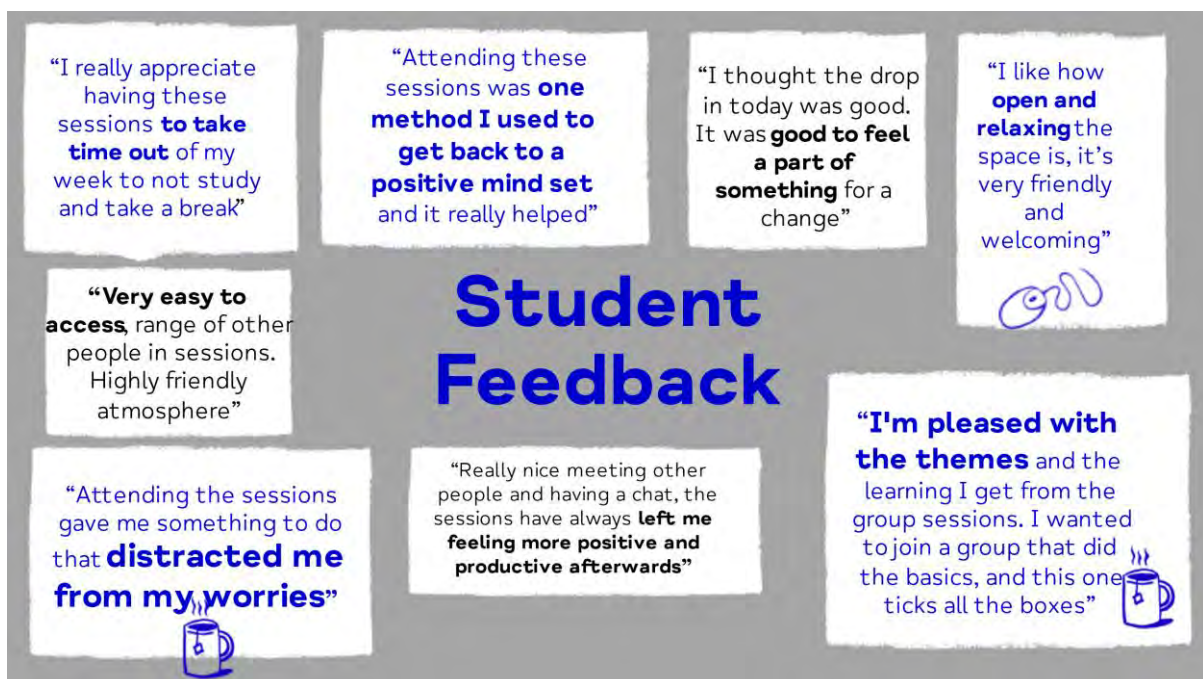 “I really appreciate
having these
sessions to take
time out of my
week to not study
and take a break”
“Attending these
sessions was one
method I used to
get back to a
positive mind set
and it really helped”
“I thought the drop
in today was good.
It was good to feel
a part of
something for a
change”
“I like how
open and
relaxing the
space is, it’s
very friendly
and
welcoming”
“Very easy to
access, range of other
people in sessions.
Highly friendly
atmosphere”
Student
Feedback
“Attending the sessions
gave me something to do
that distracted me
from my worries”
“Really nice meeting other
people and having a chat, the
sessions have always left me
feeling more positive and
productive afterwards”
“I'm pleased with
the themes and the
learning I get from the
group sessions. I wanted
to join a group that did
the basics, and this one
ticks all the boxes”